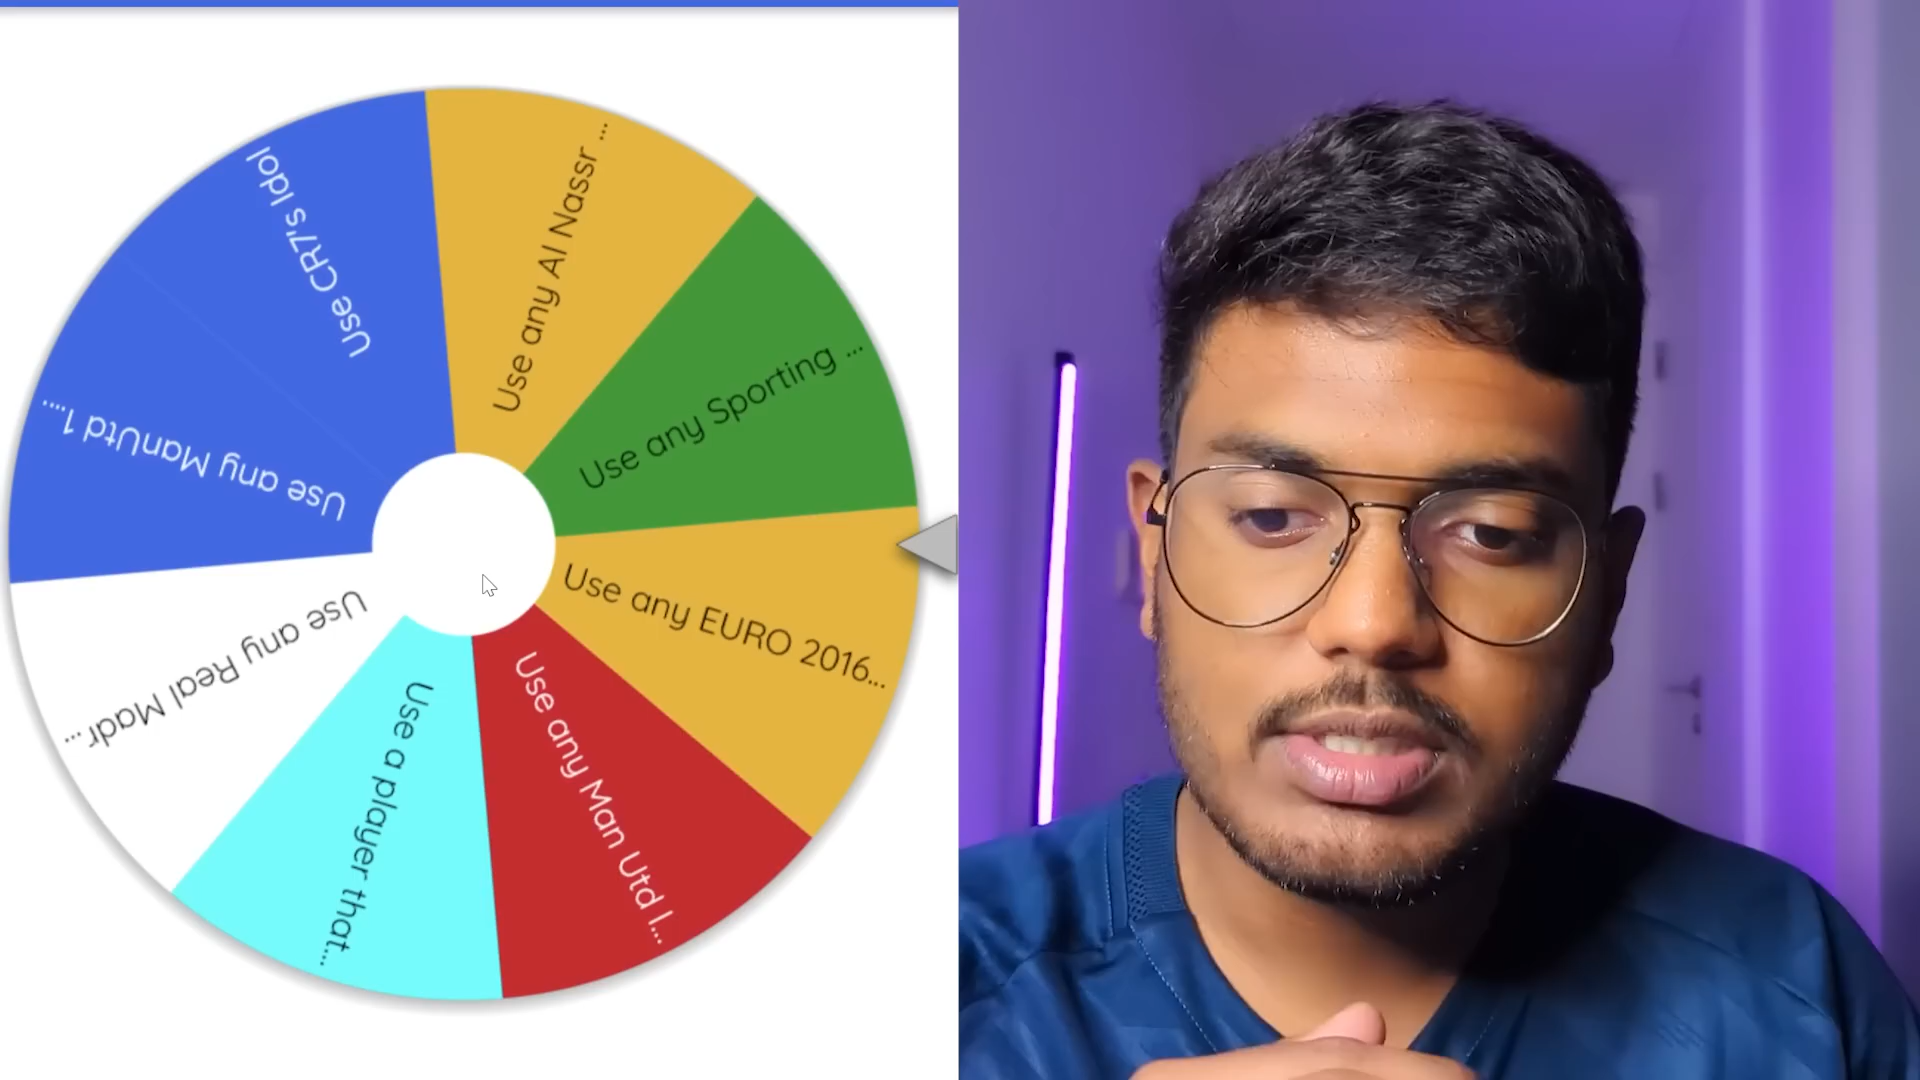 Use any Al Nassr ...
Use any Sporting ...
Use any EURO 2016...
Use any Man Utd l...
Use a player that...
Use any Real Madr...
Use any ManUtd 1....
Use CR7's Idol